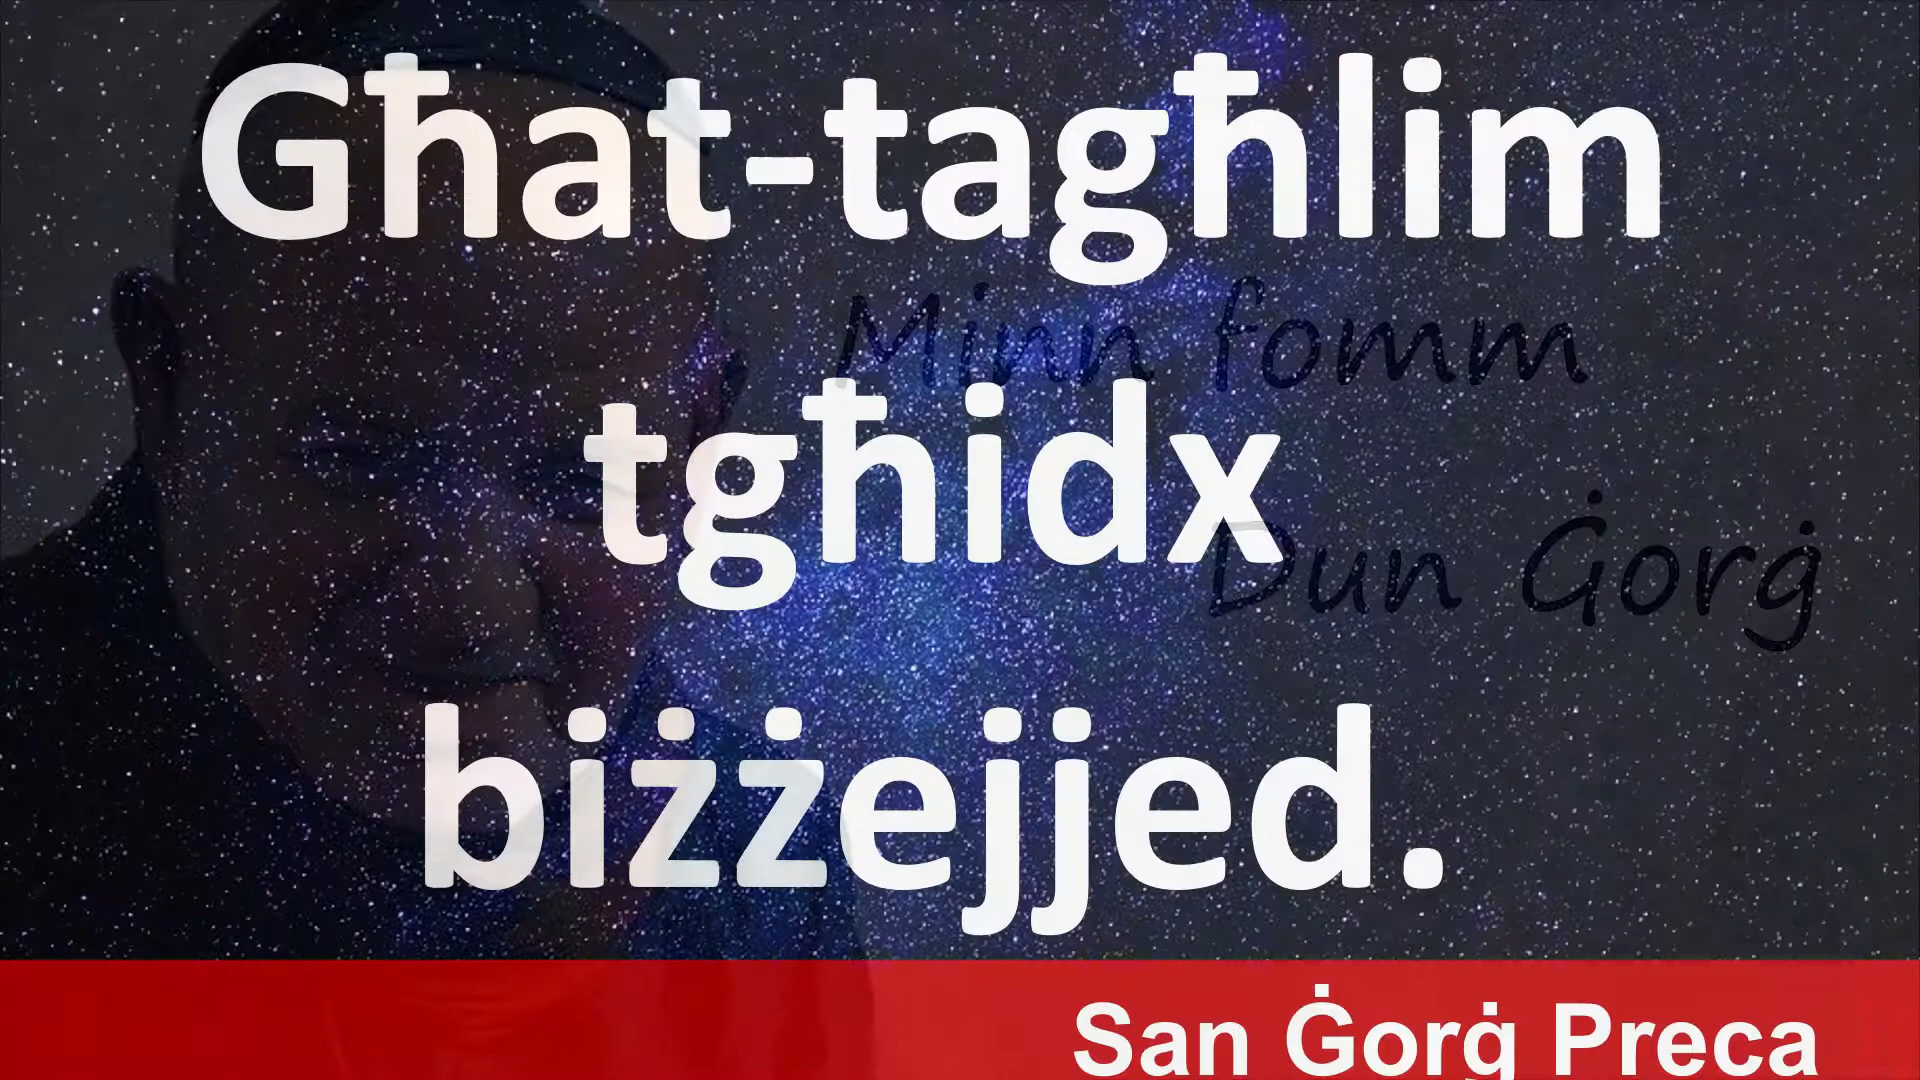 Għat-tagħlim
Minn fomm
tgħidx
Dun Ġorġ
biżżejjed.
San Ġorġ Preca